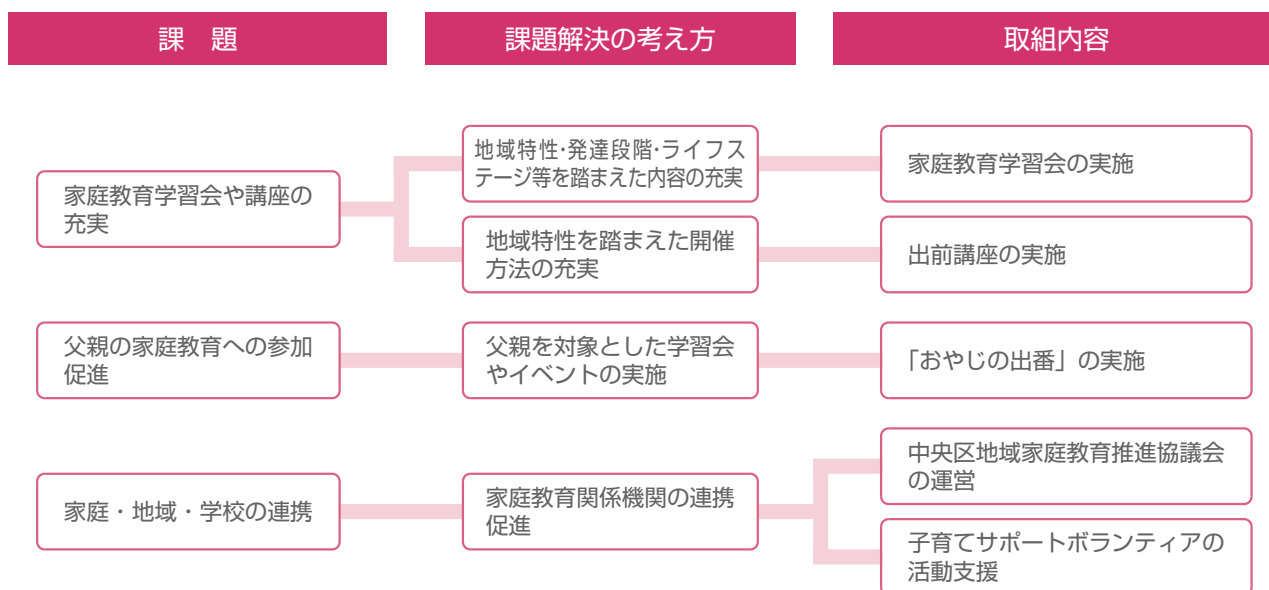 課　題
課題解決の考え方
取組内容
家庭教育学習会や講座の
充実
地域特性・発達段階・ライフス
テージ等を踏まえた内容の充実
家庭教育学習会の実施
地域特性を踏まえた開催
方法の充実
出前講座の実施
父親の家庭教育への参加
促進
父親を対象とした学習会
やイベントの実施
「おやじの出番」の実施
家庭・地域・学校の連携
家庭教育関係機関の連携
促進
中央区地域家庭教育推進協議会
の運営
子育てサポートボランティアの
活動支援